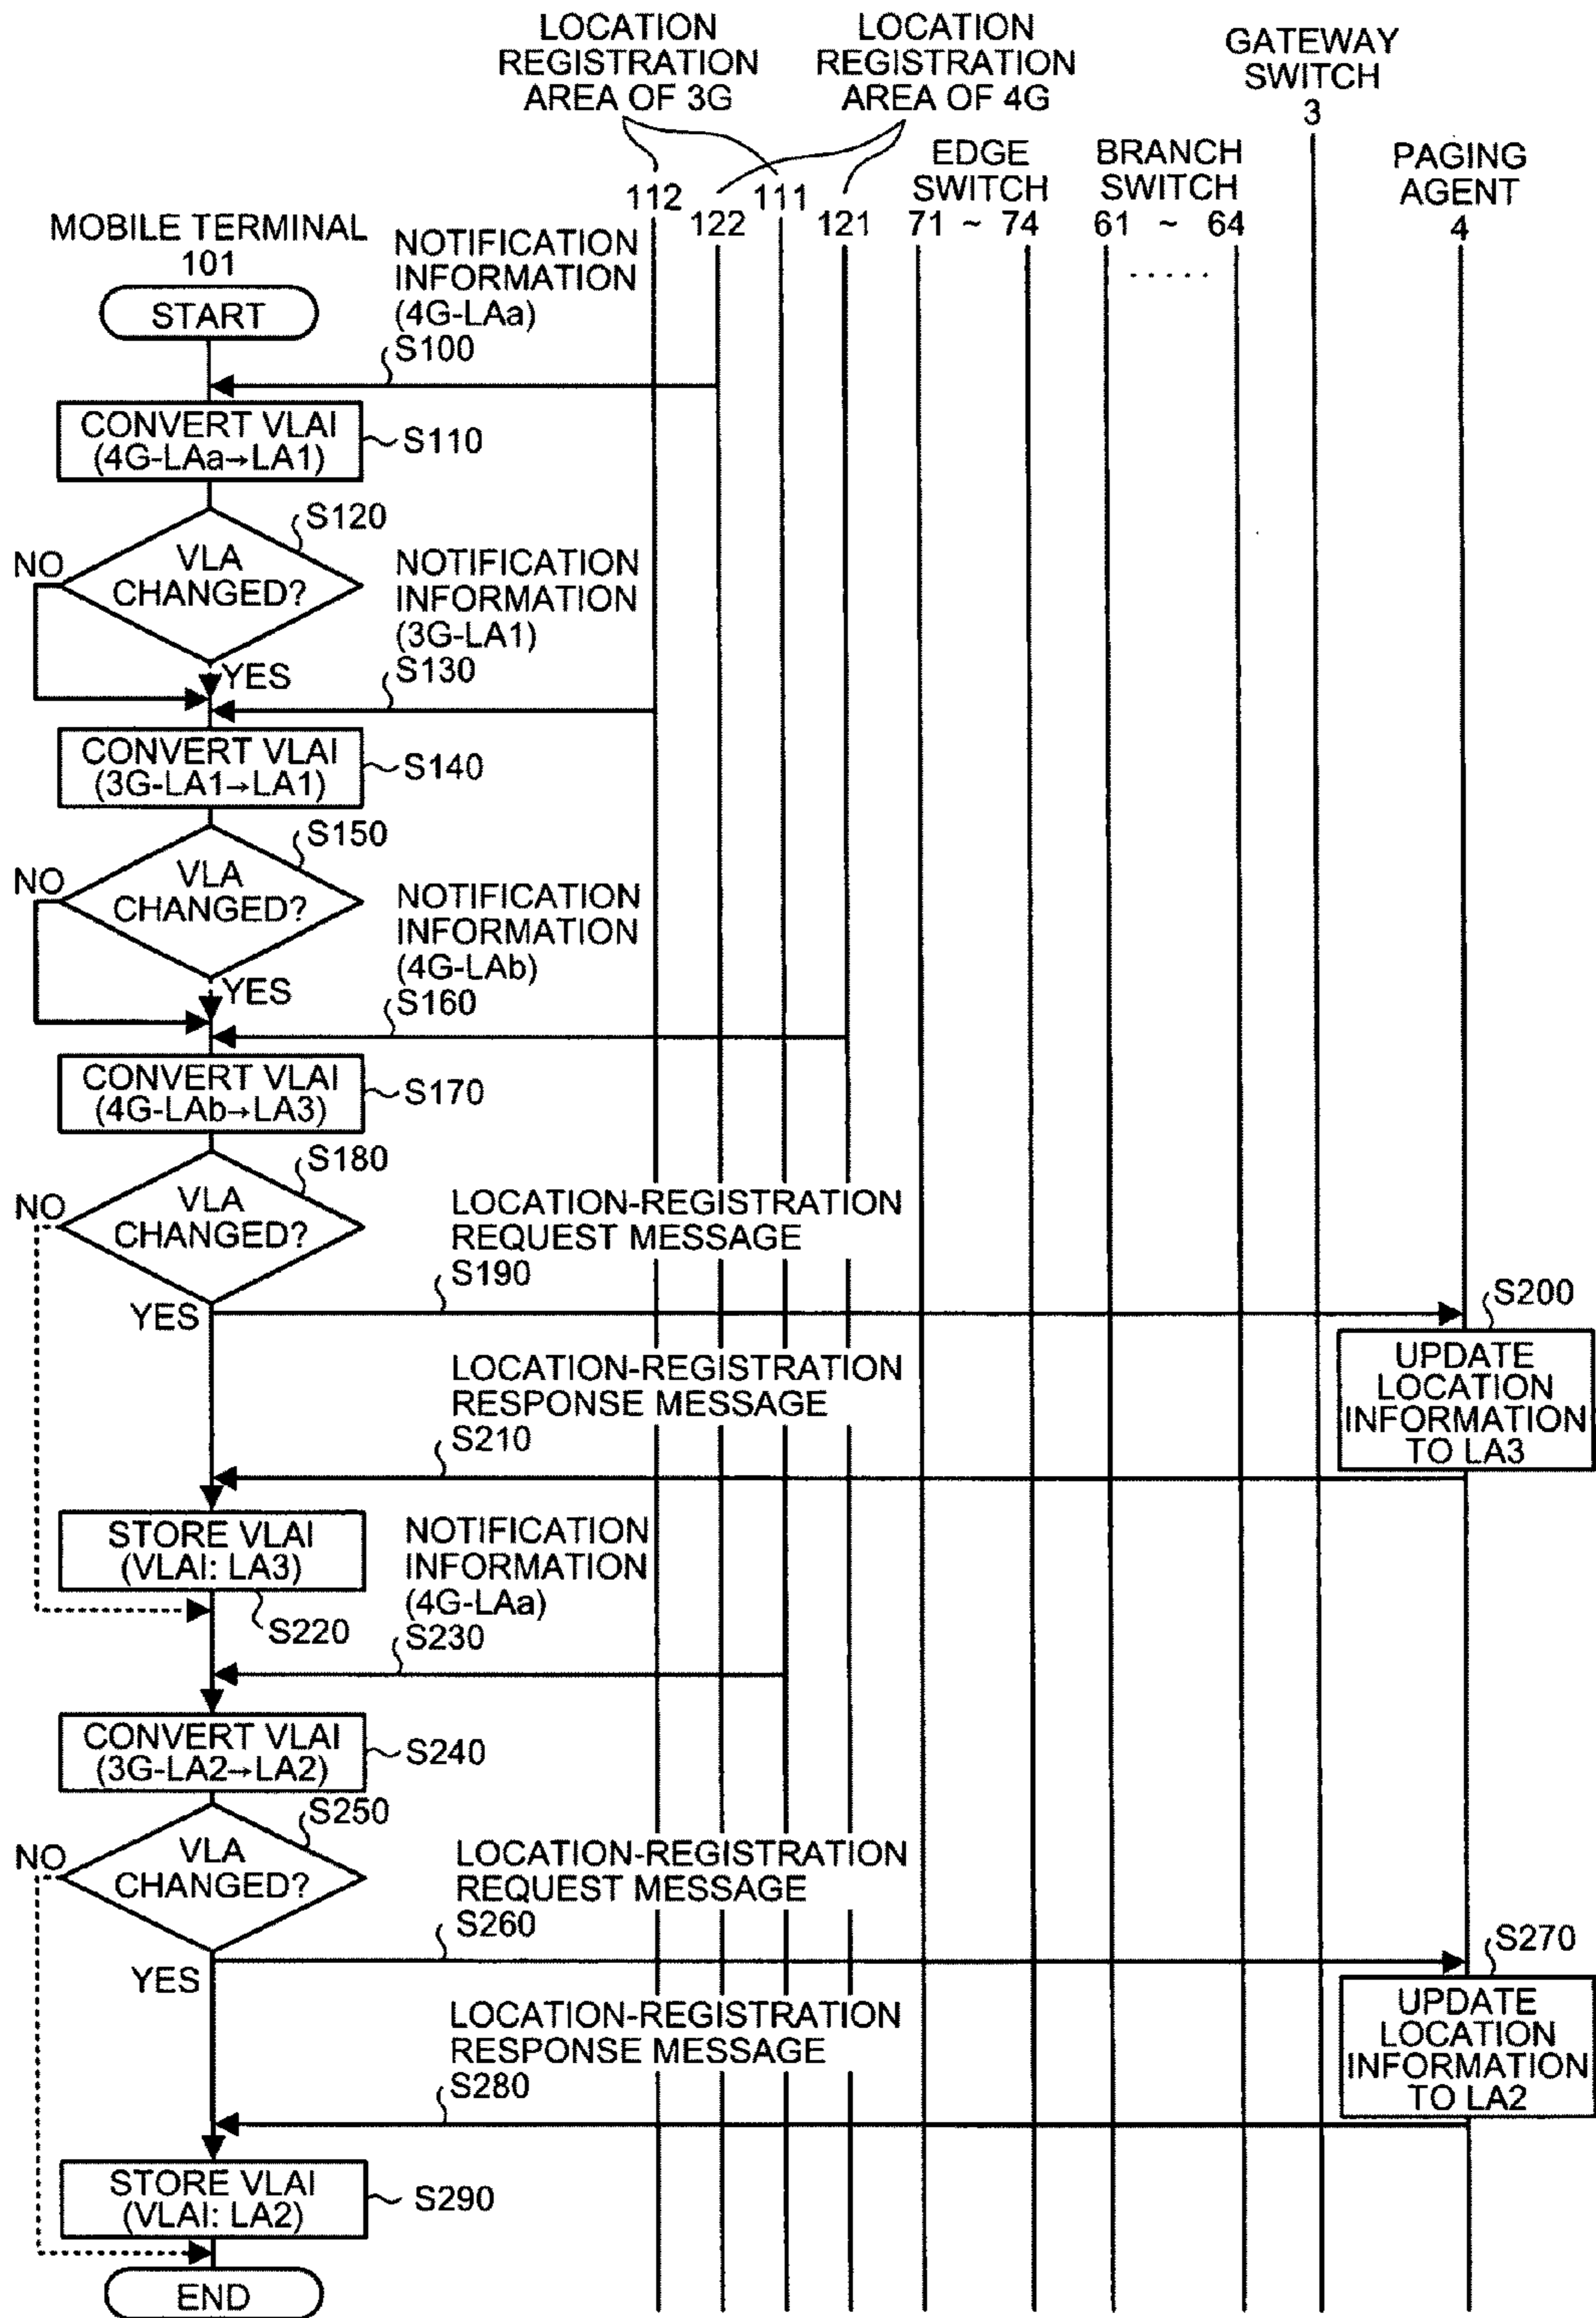 LOCATION
REGISTRATION
AREA OF 3G
LOCATION
REGISTRATION
AREA OF 4G
GATEWAY
SWITCH
3
EDGE
SWITCH
71 ~ 74
BRANCH
SWITCH
61 ~ 64
.....
PAGING
AGENT
4
112
122
111
121
MOBILE TERMINAL
101
START
NOTIFICATION
INFORMATION
(4G-LAa)
S100
CONVERT VLAI
(4G-LAa→LA1)
S110
S120
VLA
CHANGED?
NO
YES
NOTIFICATION
INFORMATION
(3G-LA1)
S130
CONVERT VLAI
(3G-LA1→LA1)
S140
S150
VLA
CHANGED?
NO
YES
NOTIFICATION
INFORMATION
(4G-LAb)
S160
CONVERT VLAI
(4G-LAb→LA3)
S170
S180
VLA
CHANGED?
NO
YES
LOCATION-REGISTRATION
REQUEST MESSAGE
S190
S200
UPDATE
LOCATION
INFORMATION
TO LA3
LOCATION-REGISTRATION
RESPONSE MESSAGE
S210
STORE VLAI
(VLAI: LA3)
S220
NOTIFICATION
INFORMATION
(4G-LAa)
S230
CONVERT VLAI
(3G-LA2→LA2)
S240
S250
VLA
CHANGED?
NO
YES
LOCATION-REGISTRATION
REQUEST MESSAGE
S260
S270
UPDATE
LOCATION
INFORMATION
TO LA2
LOCATION-REGISTRATION
RESPONSE MESSAGE
S280
STORE VLAI
(VLAI: LA2)
S290
END